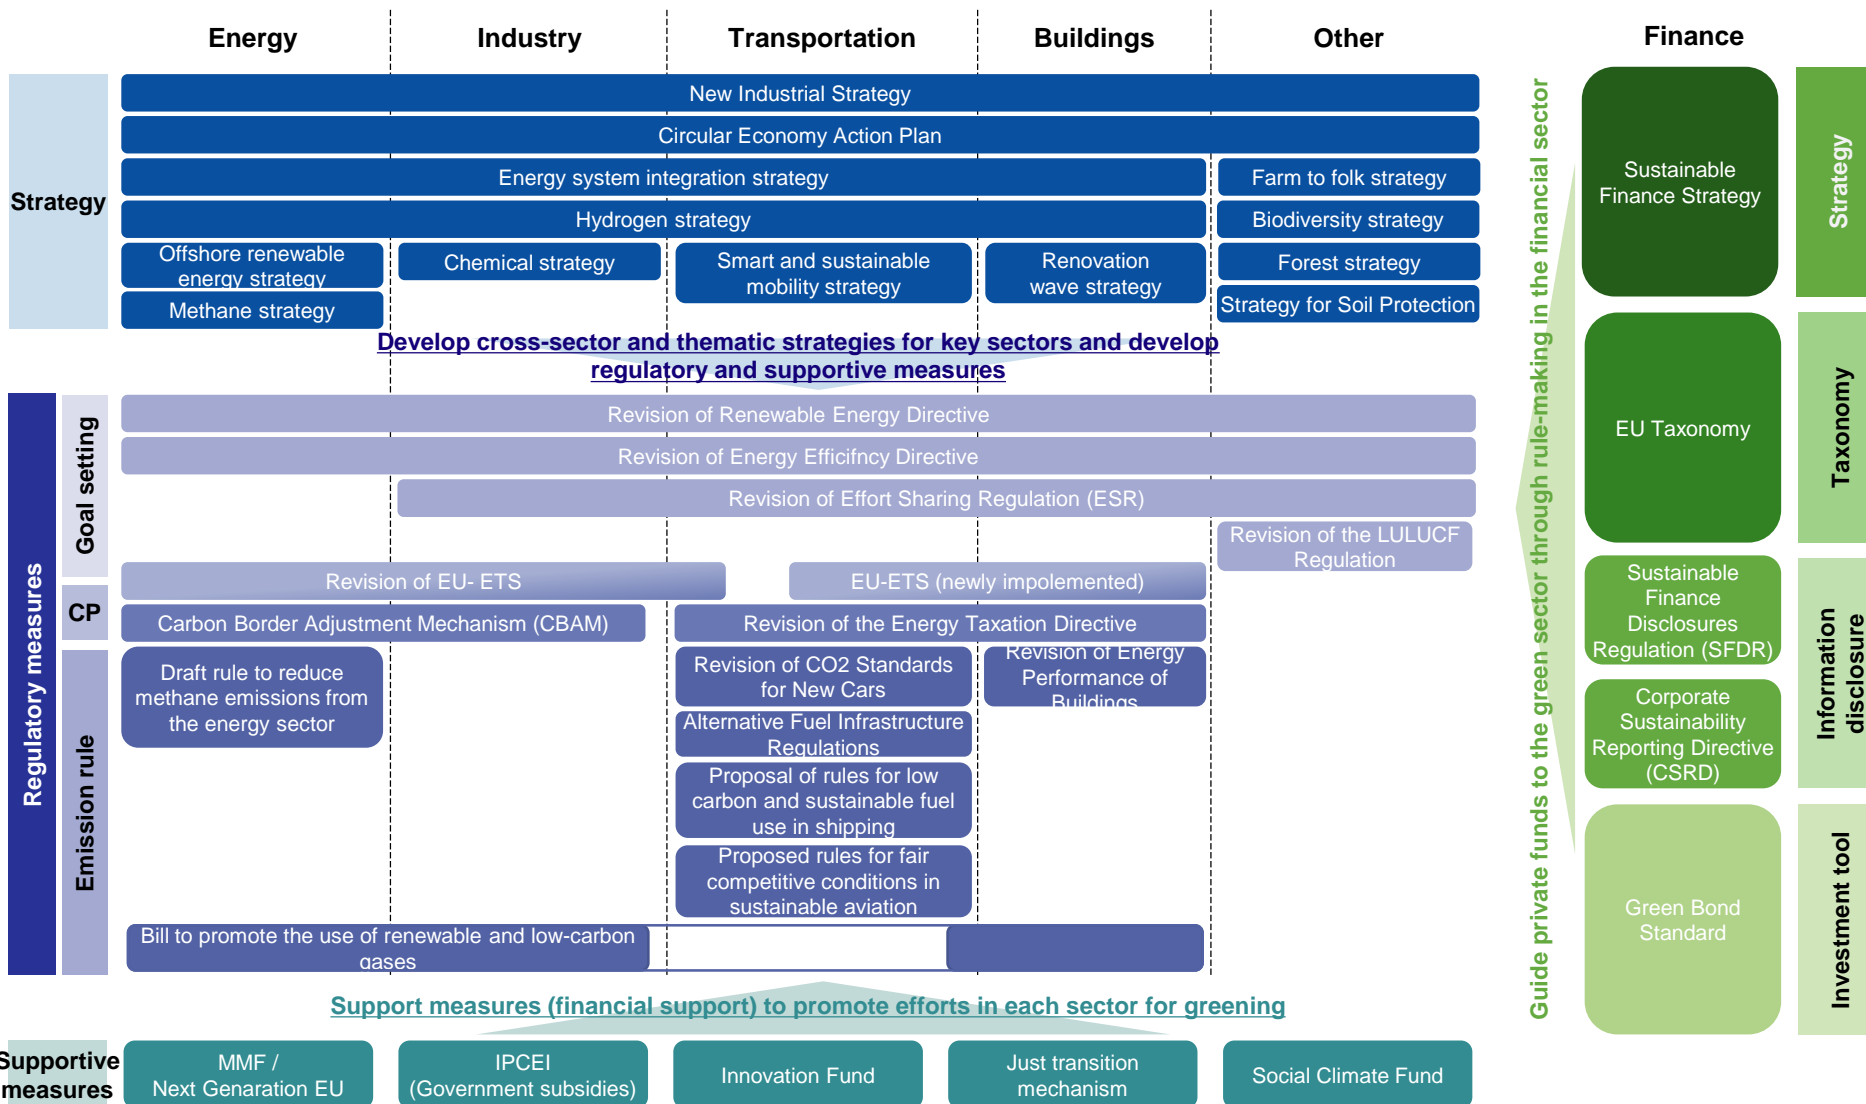 Energy
Industry
Transportation
Buildings
Other
Finance
Strategy
New Industrial Strategy
Circular Economy Action Plan
Energy system integration strategy
Farm to folk strategy
Hydrogen strategy
Biodiversity strategy
Offshore renewable
energy strategy
Chemical strategy
Smart and sustainable
mobility strategy
Renovation
wave strategy
Forest strategy
Methane strategy
Strategy for Soil Protection
Develop cross-sector and thematic strategies for key sectors and develop
regulatory and supportive measures
Regulatory measures
Goal setting
Revision of Renewable Energy Directive
Revision of Energy Efficifncy Directive
Revision of Effort Sharing Regulation (ESR)
Revision of the LULUCF
Regulation
CP
Revision of EU- ETS
EU-ETS (newly impolemented)
Carbon Border Adjustment Mechanism (CBAM)
Revision of the Energy Taxation Directive
Emission rule
Draft rule to reduce
methane emissions from
the energy sector
Revision of CO2 Standards
for New Cars
Revision of Energy
Performance of
Buildings
Alternative Fuel Infrastructure
Regulations
Proposal of rules for low
carbon and sustainable fuel
use in shipping
Proposed rules for fair
competitive conditions in
sustainable aviation
Bill to promote the use of renewable and low-carbon
gases
Support measures (financial support) to promote efforts in each sector for greening
Supportive
measures
MMF /
Next Genaration EU
IPCEI
(Government subsidies)
Innovation Fund
Just transition
mechanism
Social Climate Fund
Guide private funds to the green sector through rule-making in the financial sector
Sustainable
Finance Strategy
Strategy
EU Taxonomy
Taxonomy
Sustainable
Finance
Disclosures
Regulation (SFDR)
Corporate
Sustainability
Reporting Directive
(CSRD)
Information
disclosure
Green Bond
Standard
Investment tool